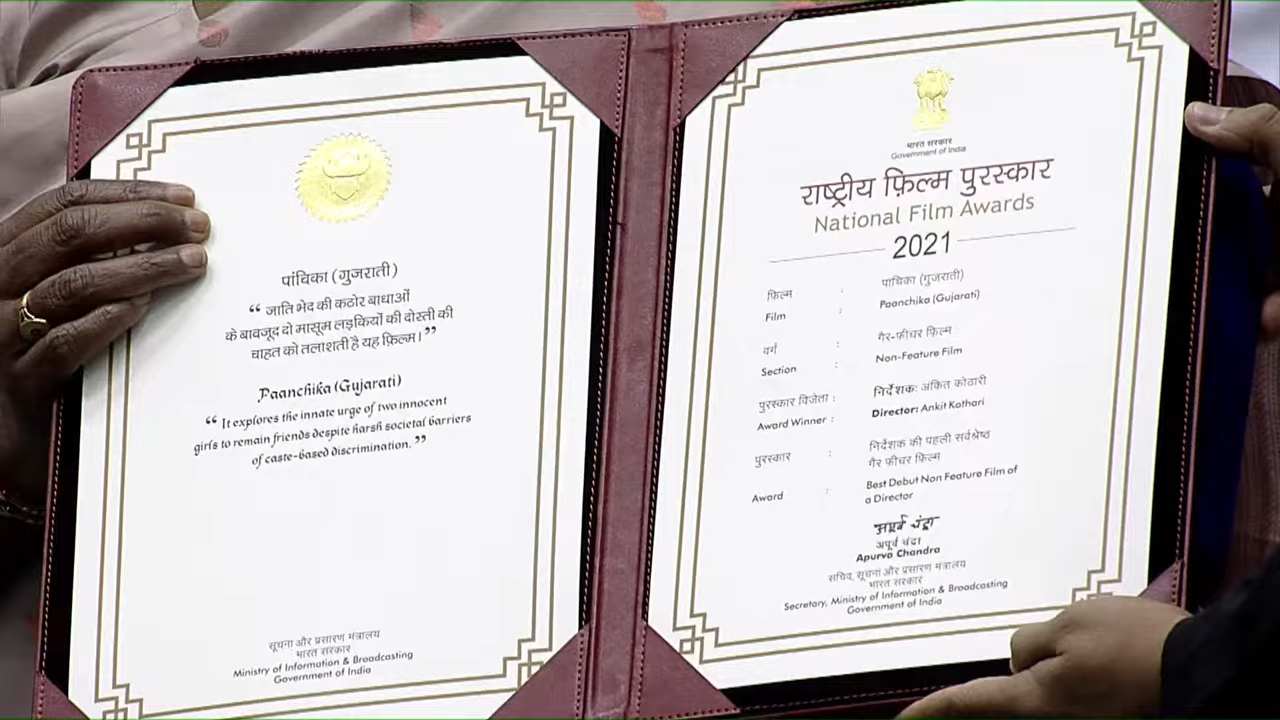 पांचिका (गुजराती)
“ जाति भेद की कठोर बाधाओं
के बावजूद दो मासूम लड़कियों की दोस्ती की
चाहत को तलाशती है यह फ़िल्म। ”
Paanchika (Gujarati)
“ It explores the innate urge of two innocent
girls to remain friends despite harsh societal barriers
of caste-based discrimination. ”
सूचना और प्रसारण मंत्रालय
भारत सरकार
Ministry of Information & Broadcasting
Government of India
भारत सरकार
Government of India
राष्ट्रीय फ़िल्म पुरस्कार
National Film Awards
2021
फ़िल्म : पांचिका (गुजराती)
Film : Paanchika (Gujarati)
वर्ग : गैर-फीचर फ़िल्म
Section : Non-Feature Film
पुरस्कार विजेता : निर्देशक: अंकित कोठारी
Award Winner : Director: Ankit Kothari
पुरस्कार : निर्देशक की पहली सर्वश्रेष्ठ
गैर फीचर फ़िल्म
Award : Best Debut Non Feature Film of
a Director
अपूर्व चंद्रा
अपूर्व चंद्रा
Apurva Chandra
सचिव, सूचना और प्रसारण मंत्रालय
भारत सरकार
Secretary, Ministry of Information & Broadcasting
Government of India